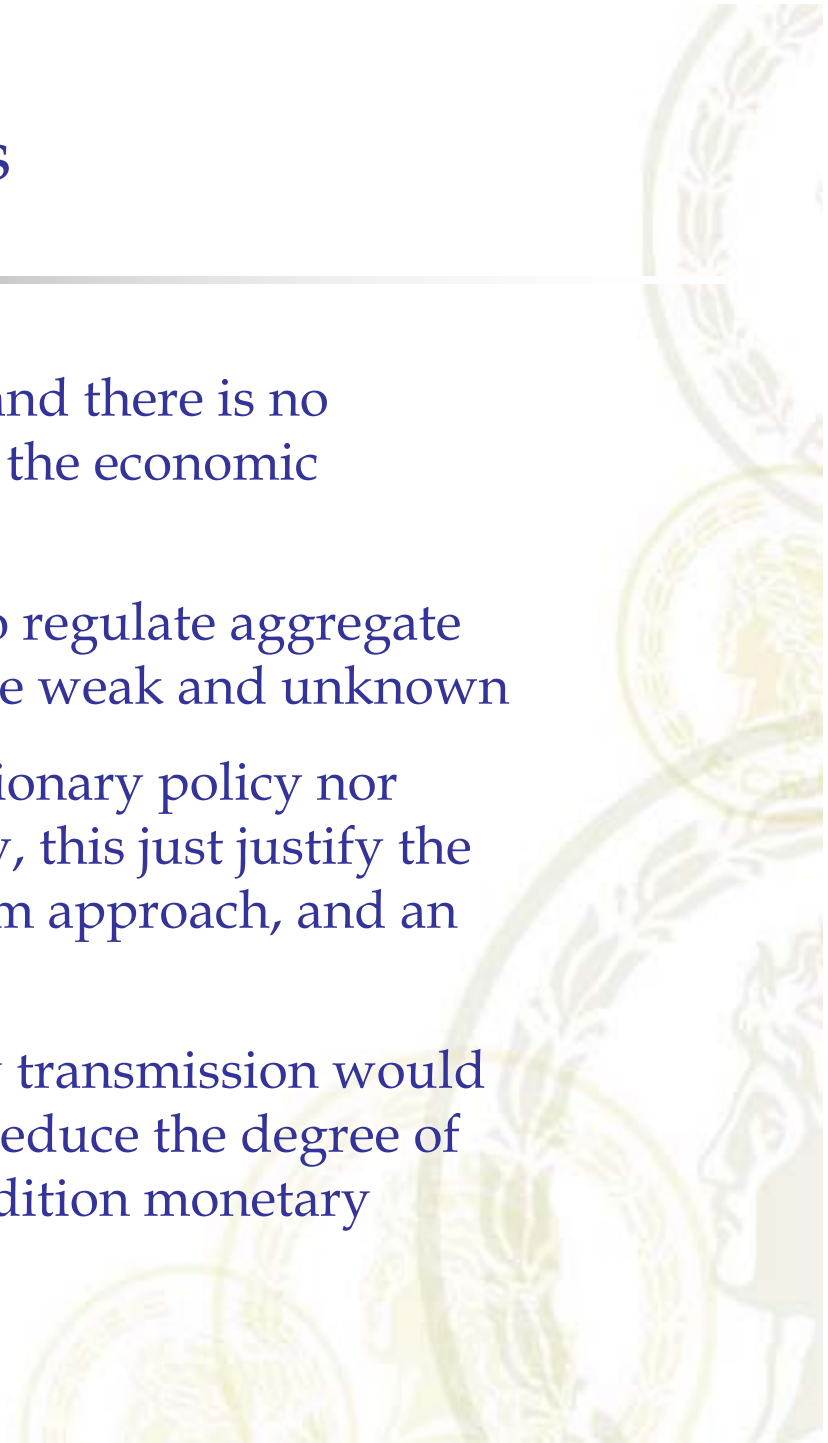 s
and there is no
the economic
o regulate aggregate
e weak and unknown
ionary policy nor
y, this just justify the
m approach, and an
y transmission would
educe the degree of
dition monetary